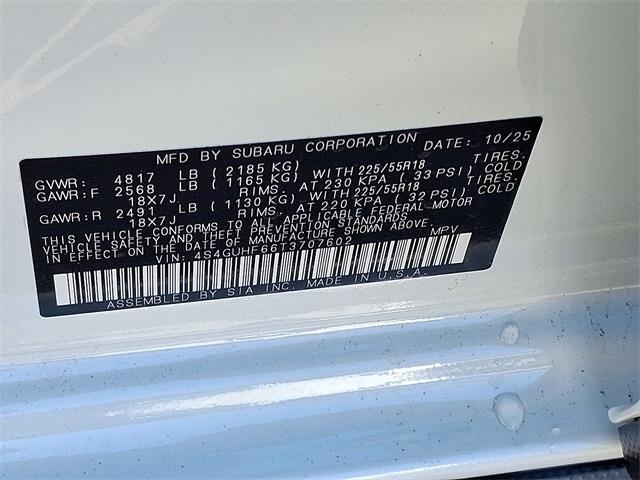 MFD BY SUBARU CORPORATION DATE: 10/25
GVWR: 4817 LB ( 2185 KG)
GAWR:F 2568 LB ( 1165 KG) WITH 225/55R18 TIRES.
18X7J RIMS. AT 230 KPA ( 33 PSI) COLD
GAWR:R 2491 LB ( 1130 KG) WITH 225/55R18 TIRES.
18X7J RIMS. AT 220 KPA ( 32 PSI) COLD
THIS VEHICLE CONFORMS TO ALL APPLICABLE FEDERAL MOTOR
VEHICLE SAFETY AND THEFT PREVENTION STANDARDS
IN EFFECT ON THE DATE OF MANUFACTURE SHOWN ABOVE.
VIN: 4S4GUHF66T3707602 MPV
ASSEMBLED BY SIA INC. MADE IN U.S.A.